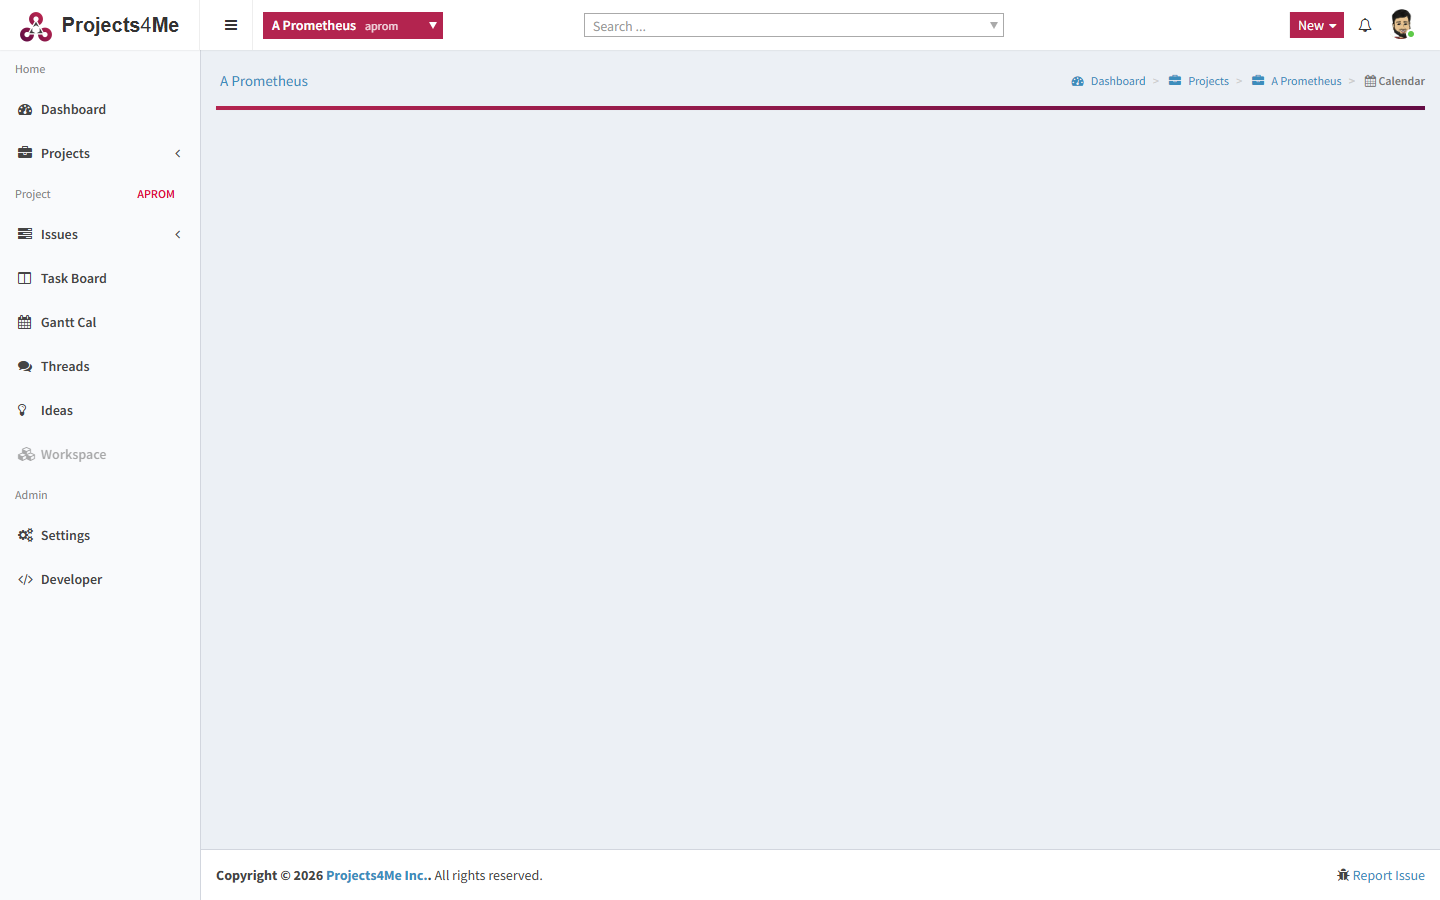 Projects4Me
A Prometheus aprom
Search ...
New
Home
Dashboard
Projects
Project APROM
Issues
Task Board
Gantt Cal
Threads
Ideas
Workspace
Admin
Settings
Developer
A Prometheus
Dashboard > Projects > A Prometheus > Calendar
Copyright © 2026 Projects4Me Inc.. All rights reserved.
Report Issue